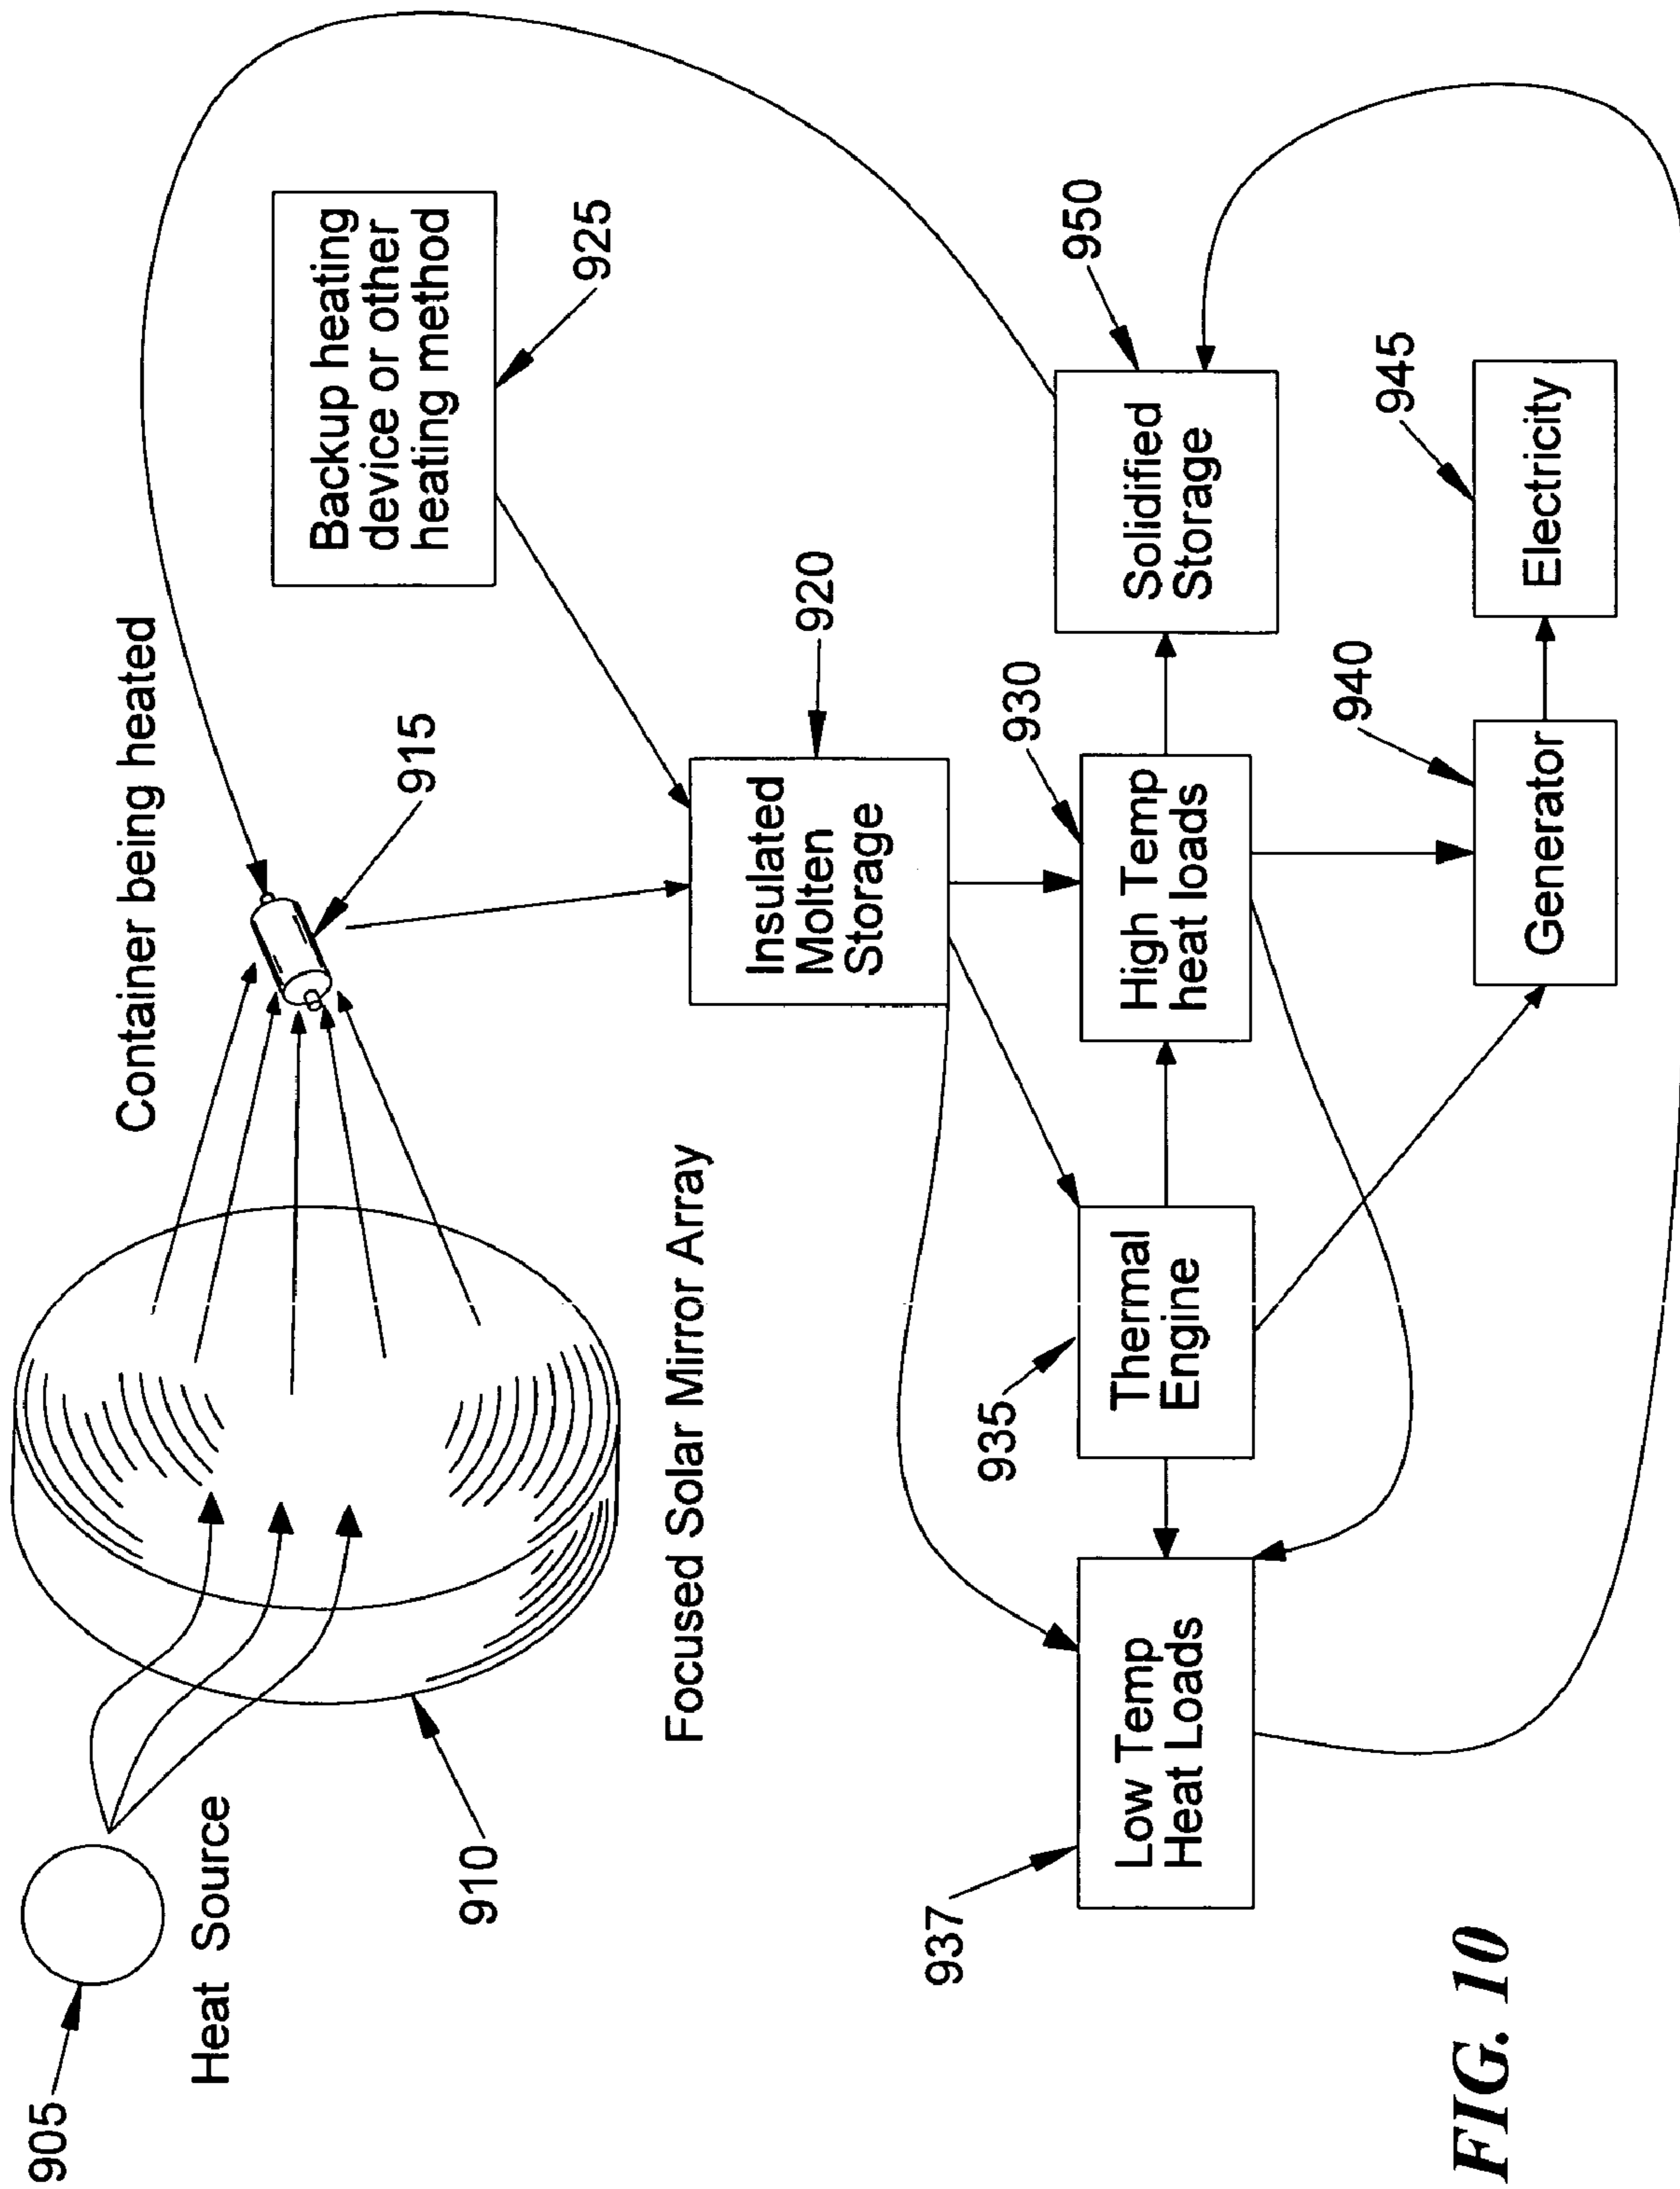 905
Heat Source
910
Focused Solar Mirror Array
Container being heated
915
Backup heating
device or other
heating method
925
Insulated
Molten
Storage
920
937
Low Temp
Heat Loads
935
Thermal
Engine
930
High Temp
heat loads
950
Solidified
Storage
940
Generator
945
Electricity
FIG. 10